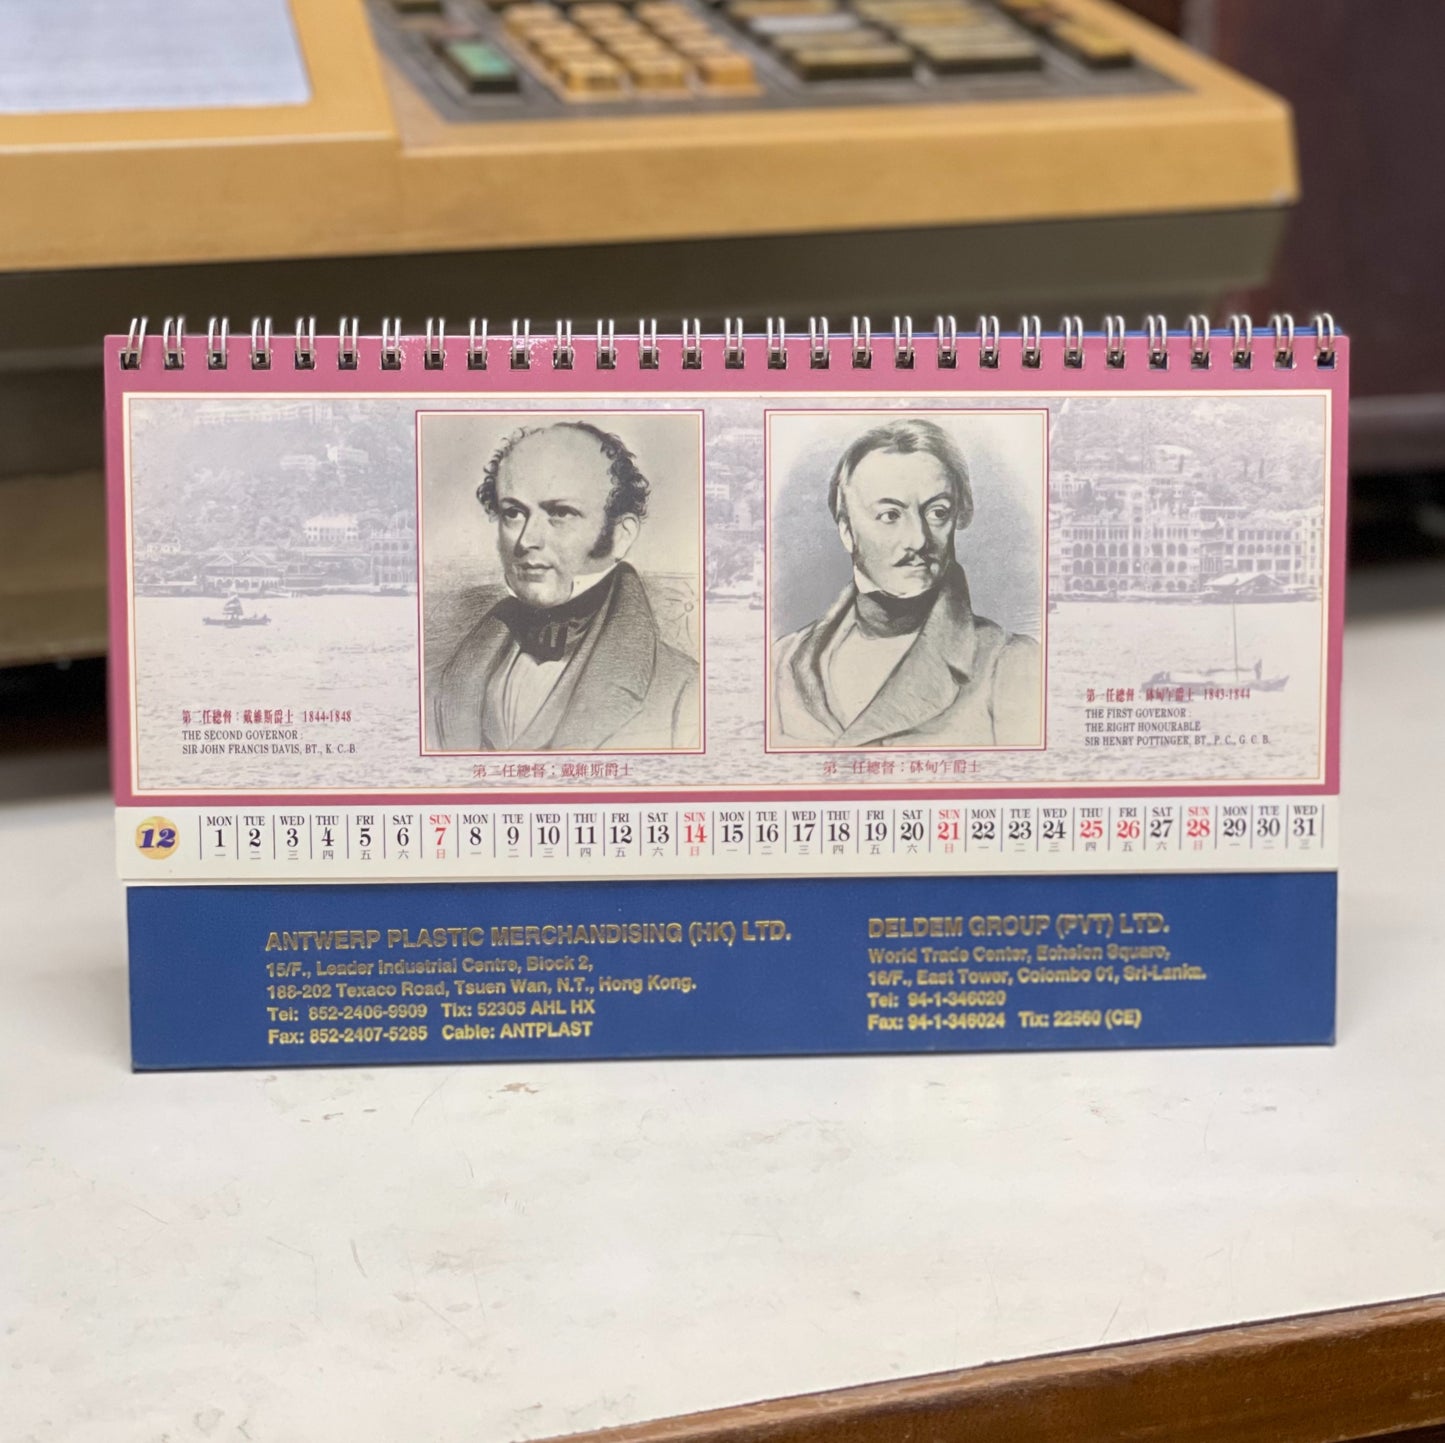 第二任總督：戴維斯爵士 1844-1848
THE SECOND GOVERNOR :
SIR JOHN FRANCIS DAVIS, BT., K. C. B.
第二任總督：戴維斯爵士
第一任總督：砵甸乍爵士
第一任總督：砵甸乍爵士 1843-1844
THE FIRST GOVERNOR :
THE RIGHT HONOURABLE
SIR HENRY POTTINGER, BT., P. C., G. C. B.
12
MON TUE WED THU FRI SAT SUN MON TUE WED THU FRI SAT SUN MON TUE WED THU FRI SAT SUN MON TUE WED THU FRI SAT SUN MON TUE WED
1 2 3 4 5 6 7 8 9 10 11 12 13 14 15 16 17 18 19 20 21 22 23 24 25 26 27 28 29 30 31
一 二 三 四 五 六 日 一 二 三 四 五 六 日 一 二 三 四 五 六 日 一 二 三 四 五 六 日 一 二 三
ANTWERP PLASTIC MERCHANDISING (HK) LTD.
15/F., Leader Industrial Centre, Block 2,
188-202 Texaco Road, Tsuen Wan, N.T., Hong Kong.
Tel: 852-2406-9909 Tlx: 52305 AHL HX
Fax: 852-2407-5285 Cable: ANTPLAST
DELDEM GROUP (PVT) LTD.
World Trade Center, Echelen Square,
16/F., East Tower, Colombo 01, Sri-Lanka.
Tel: 94-1-346020
Fax: 94-1-346024 Tlx: 22560 (CE)